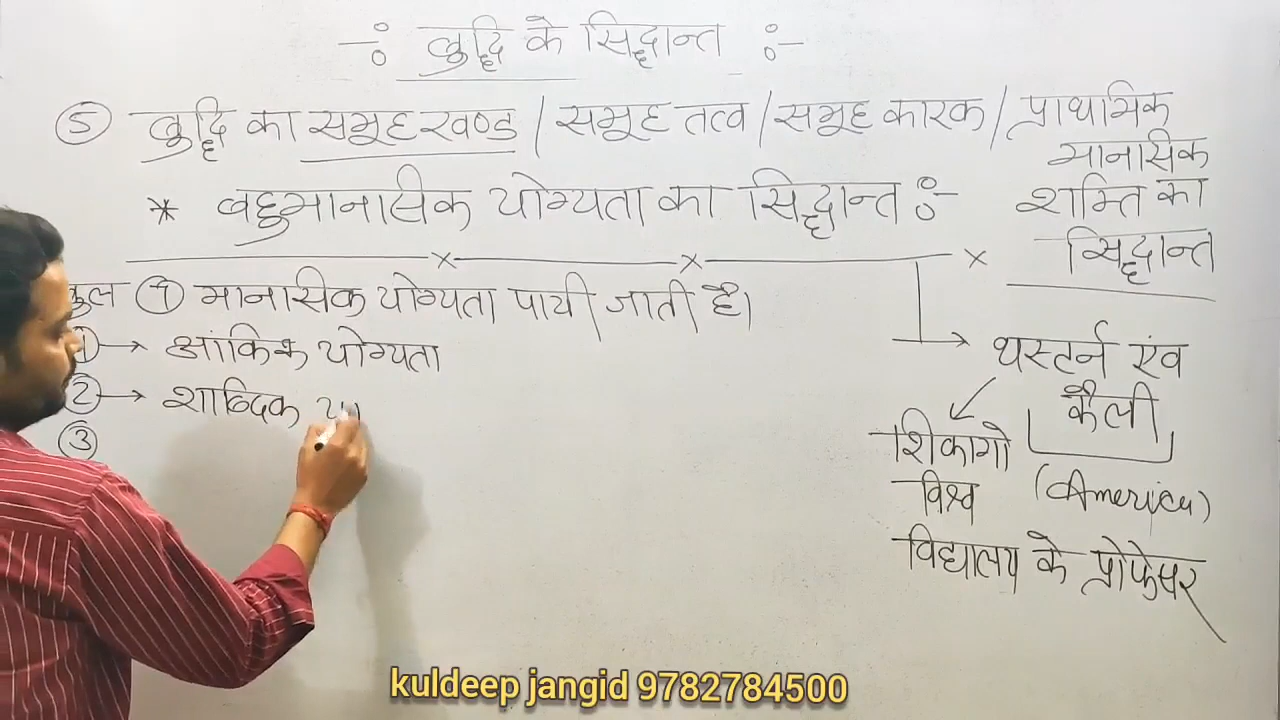 -: बुद्धि के सिद्धान्त :-
⑤ बुद्धि का समूह खण्ड / समूह तत्व / समूह कारक / प्राथमिक
मानसिक
शक्ति का
सिद्धान्त
* बहुमानसिक योग्यता का सिद्धान्त :-
कुल ⑦ मानसिक योग्यता पायी जाती है।
① → आंकिक योग्यता
② → शाब्दिक या
③
→ थर्स्टन एंव
कैली
(America)
शिकागो
विश्व
विद्यालय के प्रोफेसर
kuldeep jangid 9782784500